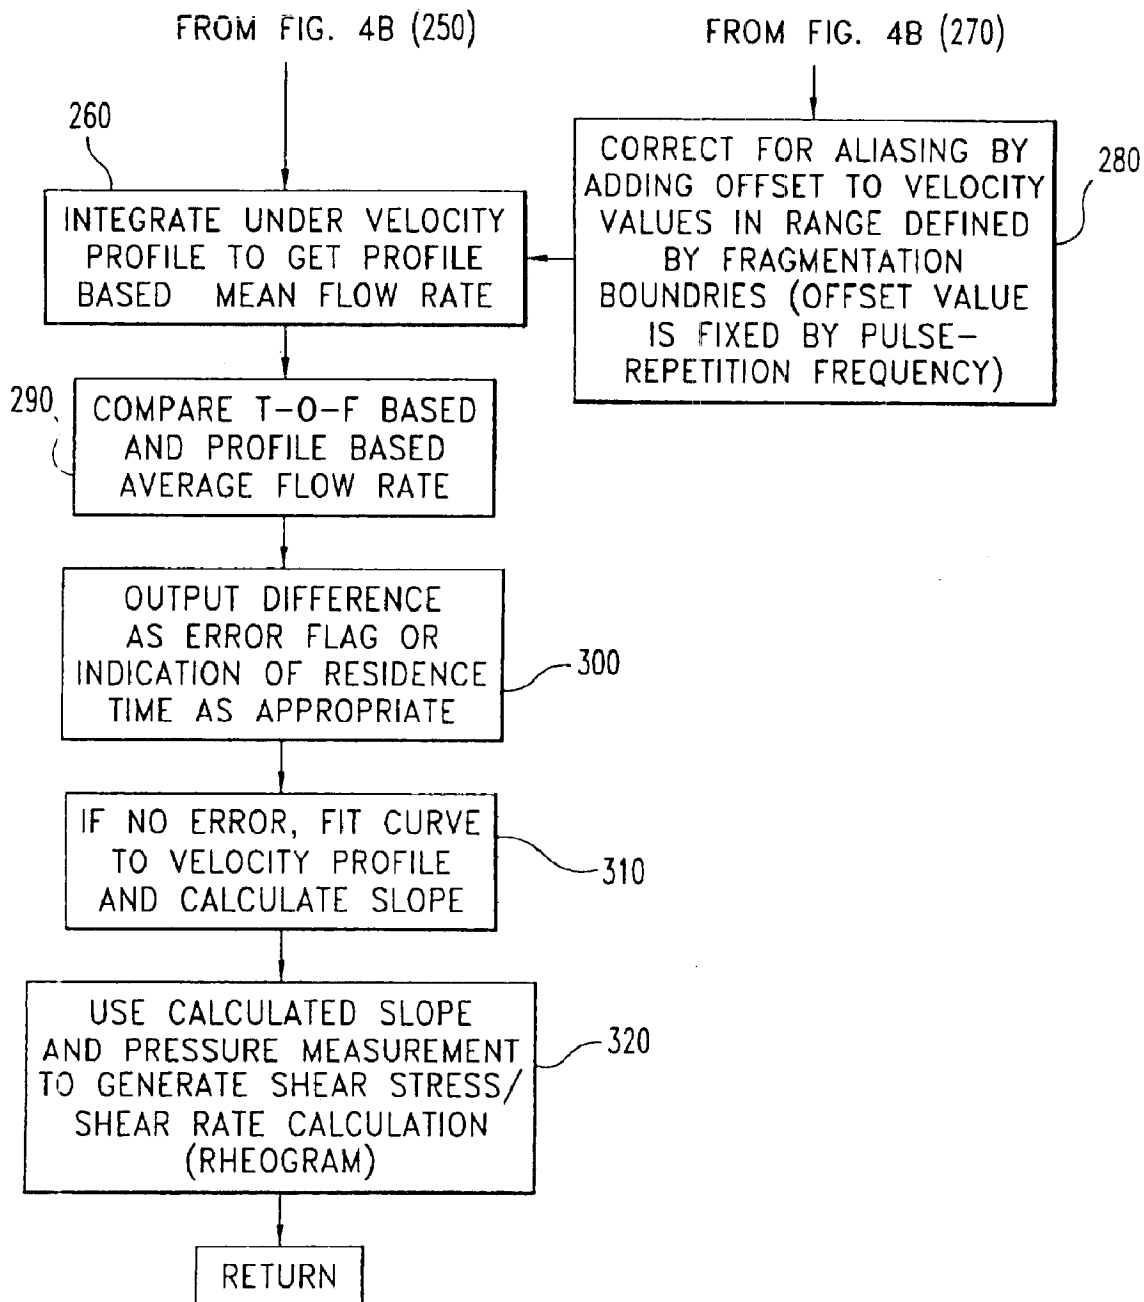 FROM FIG. 4B (250)
FROM FIG. 4B (270)
260
INTEGRATE UNDER VELOCITY
PROFILE TO GET PROFILE
BASED MEAN FLOW RATE
CORRECT FOR ALIASING BY
ADDING OFFSET TO VELOCITY
VALUES IN RANGE DEFINED
BY FRAGMENTATION
BOUNDRIES (OFFSET VALUE
IS FIXED BY PULSE-
REPETITION FREQUENCY)
280
290
COMPARE T-O-F BASED
AND PROFILE BASED
AVERAGE FLOW RATE
OUTPUT DIFFERENCE
AS ERROR FLAG OR
INDICATION OF RESIDENCE
TIME AS APPROPRIATE
300
IF NO ERROR, FIT CURVE
TO VELOCITY PROFILE
AND CALCULATE SLOPE
310
USE CALCULATED SLOPE
AND PRESSURE MEASUREMENT
TO GENERATE SHEAR STRESS/
SHEAR RATE CALCULATION
(RHEOGRAM)
320
RETURN